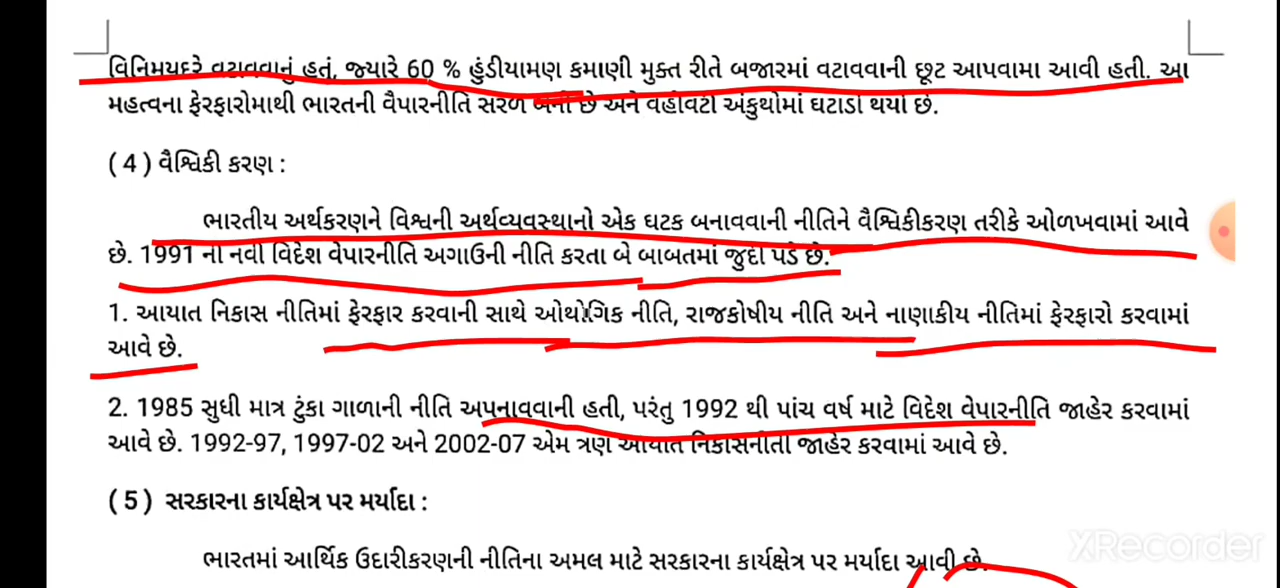 વિનિમયદરે વટાવવાનું હતું, જ્યારે 60 % હુંડીયામણ કમાણી મુક્ત રીતે બજારમાં વટાવવાની છૂટ આપવામા આવી હતી. આ
મહત્વના ફેરફારોમાથી ભારતની વૈપારનીતિ સરળ બની છે અને વહીવટી અંકુથોમાં ઘટાડો થયો છે.
(4) વૈશ્વિકી કરણ :
ભારતીય અર્થકરણને વિશ્વની અર્થવ્યવસ્થાનો એક ઘટક બનાવવાની નીતિને વૈશ્વિકીકરણ તરીકે ઓળખવામાં આવે
છે. 1991 ની નવી વિદેશ વેપારનીતિ અગાઉની નીતિ કરતા બે બાબતમાં જુદી પડે છે.
1. આયાત નિકાસ નીતિમાં ફેરફાર કરવાની સાથે ઓથોગિક નીતિ, રાજકોષીય નીતિ અને નાણાકીય નીતિમાં ફેરફારો કરવામાં
આવે છે.
2. 1985 સુધી માત્ર ટુંકા ગાળાની નીતિ અપનાવવાની હતી, પરંતુ 1992 થી પાંચ વર્ષ માટે વિદેશ વેપારનીતિ જાહેર કરવામાં
આવે છે. 1992-97, 1997-02 અને 2002-07 એમ ત્રણ આયાત નિકાસનીતી જાહેર કરવામાં આવે છે.
(5) સરકારના કાર્યક્ષેત્ર પર મર્યાદા :
ભારતમાં આર્થિક ઉદારીકરણની નીતિના અમલ માટે સરકારના કાર્યક્ષેત્ર પર મર્યાદા આવી છે.
XRecorder